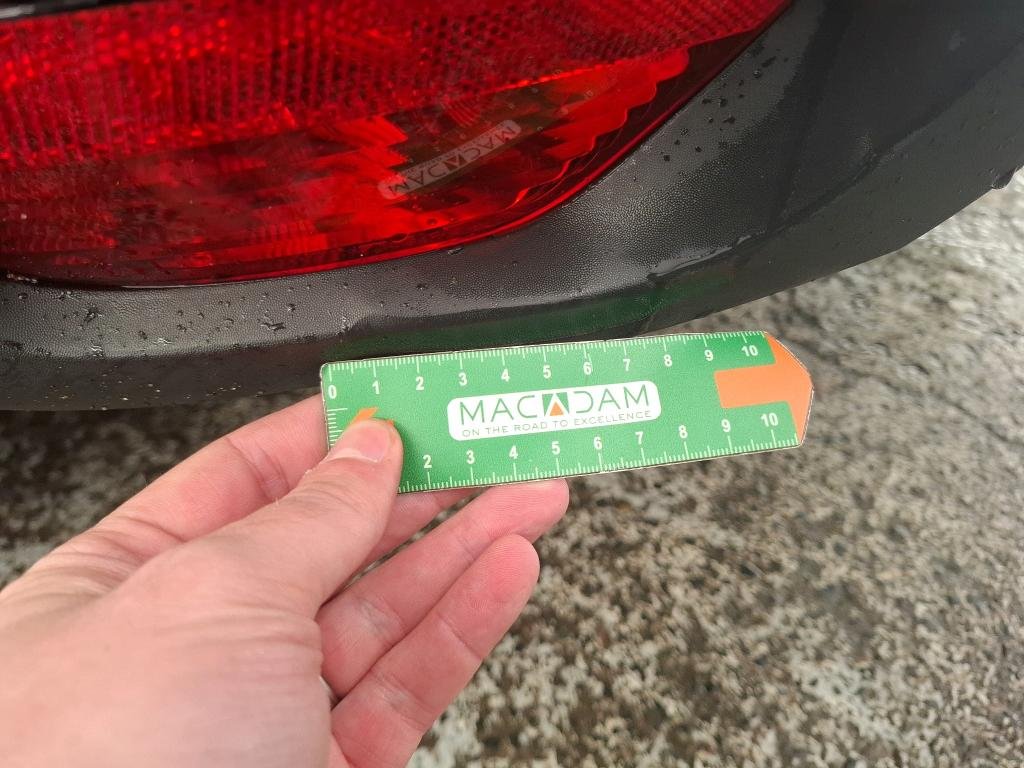 MACADAM
0 1 2 3 4 5 6 7 8 9 10
MACADAM
ON THE ROAD TO EXCELLENCE
2 3 4 5 6 7 8 9 10